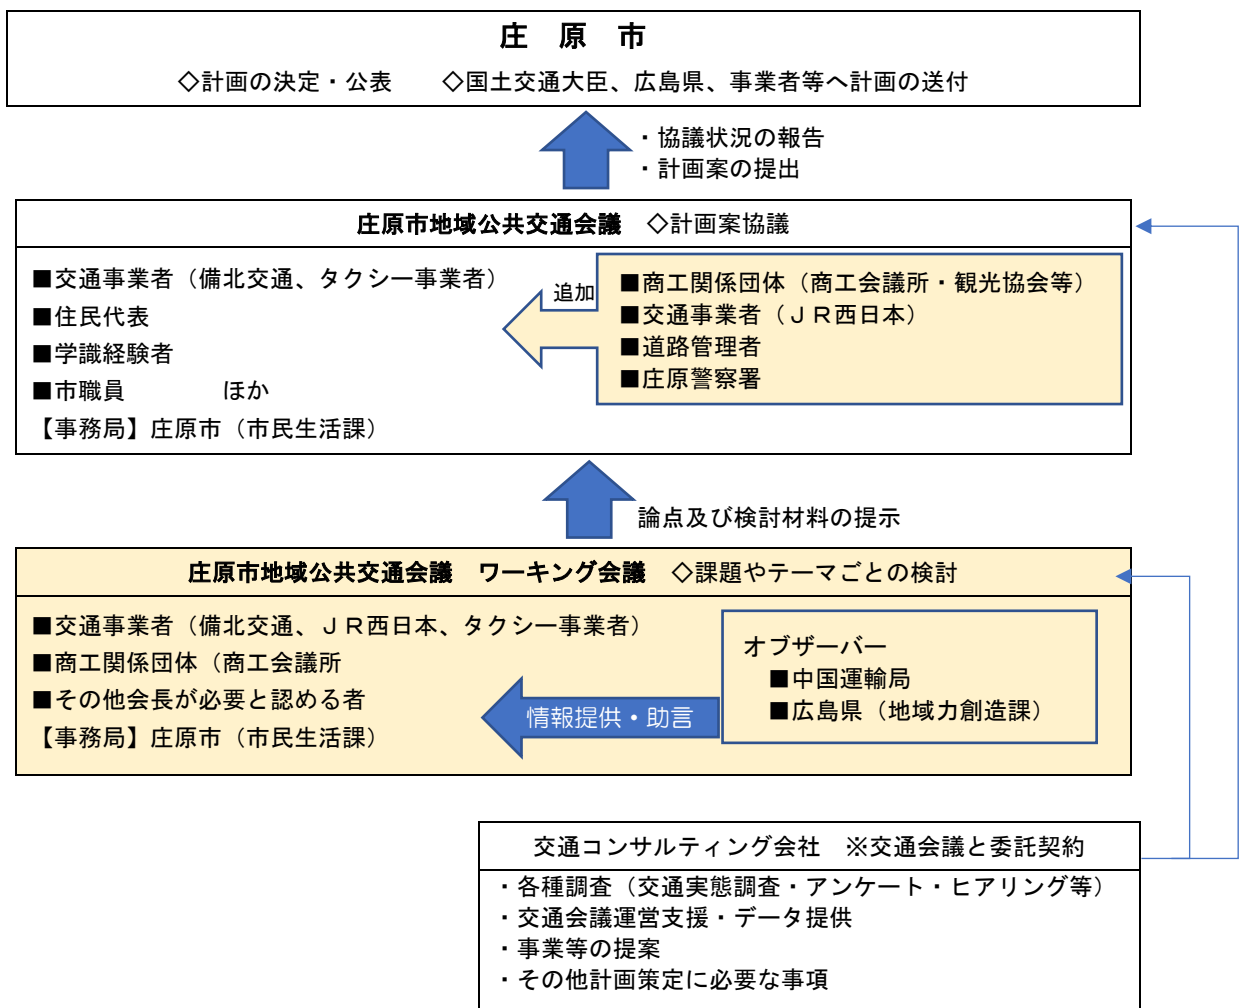 庄　原　市
◇計画の決定・公表　　◇国土交通大臣、広島県、事業者等へ計画の送付
・協議状況の報告
・計画案の提出
庄原市地域公共交通会議　◇計画案協議
■交通事業者（備北交通、タクシー事業者）
■住民代表
■学識経験者
■市職員　　　　ほか
【事務局】庄原市（市民生活課）
追加
■商工関係団体（商工会議所・観光協会等）
■交通事業者（ＪＲ西日本）
■道路管理者
■庄原警察署
論点及び検討材料の提示
庄原市地域公共交通会議　ワーキング会議　◇課題やテーマごとの検討
■交通事業者（備北交通、ＪＲ西日本、タクシー事業者）
■商工関係団体（商工会議所
■その他会長が必要と認める者
【事務局】庄原市（市民生活課）
情報提供・助言
オブザーバー
■中国運輸局
■広島県（地域力創造課）
交通コンサルティング会社　※交通会議と委託契約
・各種調査（交通実態調査・アンケート・ヒアリング等）
・交通会議運営支援・データ提供
・事業等の提案
・その他計画策定に必要な事項